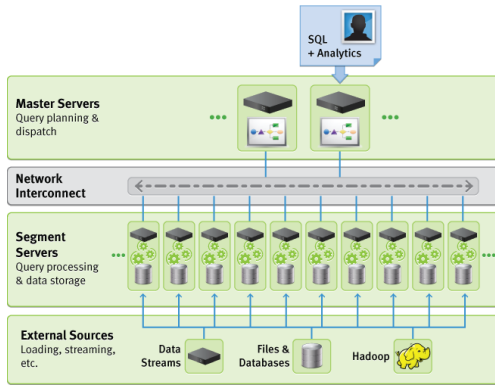 SQL
+ Analytics
Master Servers
Query planning &
dispatch
Network
Interconnect
Segment
Servers
Query processing
& data storage
External Sources
Loading, streaming,
etc.
Data
Streams
Files &
Databases
Hadoop